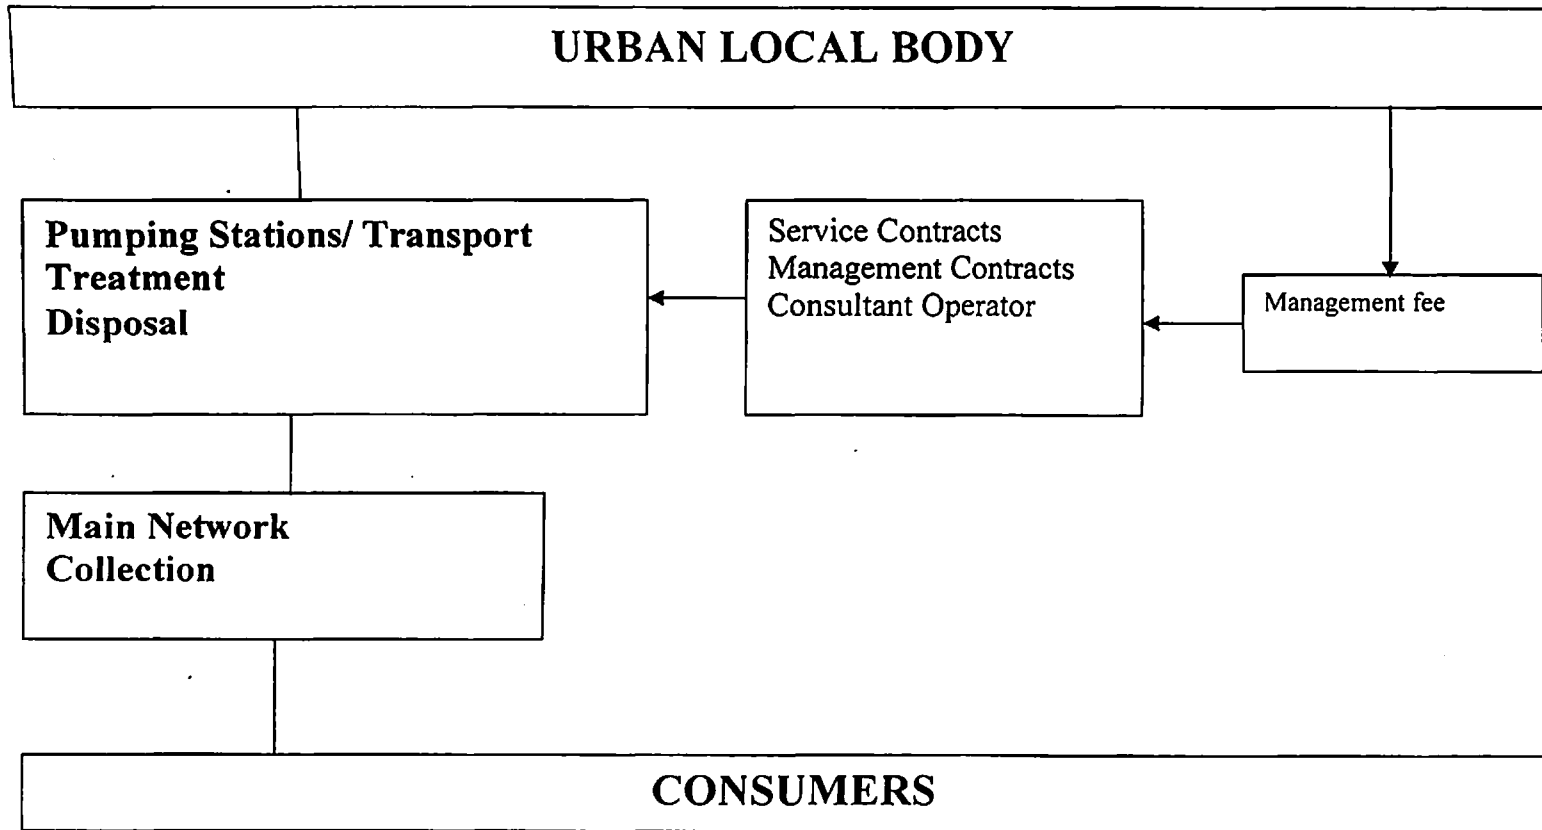 URBAN LOCAL BODY
Pumping Stations/ Transport
Treatment
Disposal
Service Contracts
Management Contracts
Consultant Operator
Management fee
Main Network
Collection
CONSUMERS